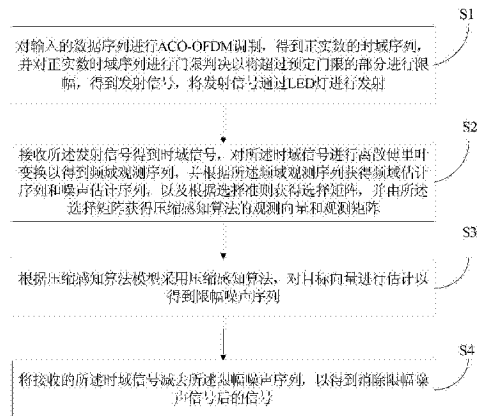 S1
对输入的数据序列进行ACO-OFDM调制，得到正实数的时域序列，
并对正实数时域序列进行门限判决以将超过预定门限的部分进行限
幅，得到发射信号，将发射信号通过LED灯进行发射
S2
接收所述发射信号得到时域信号，对所述时域信号进行离散傅里叶
变换以得到频域观测序列，并根据所述频域观测序列获得频域估计
序列和噪声估计序列，以及根据选择准则获得选择矩阵，并由所述
选择矩阵获得压缩感知算法的观测向量和观测矩阵
S3
根据压缩感知算法模型采用压缩感知算法，对目标向量进行估计以
得到限幅噪声序列
S4
将接收的所述时域信号减去所述限幅噪声序列，以得到消除限幅噪
声信号后的信号